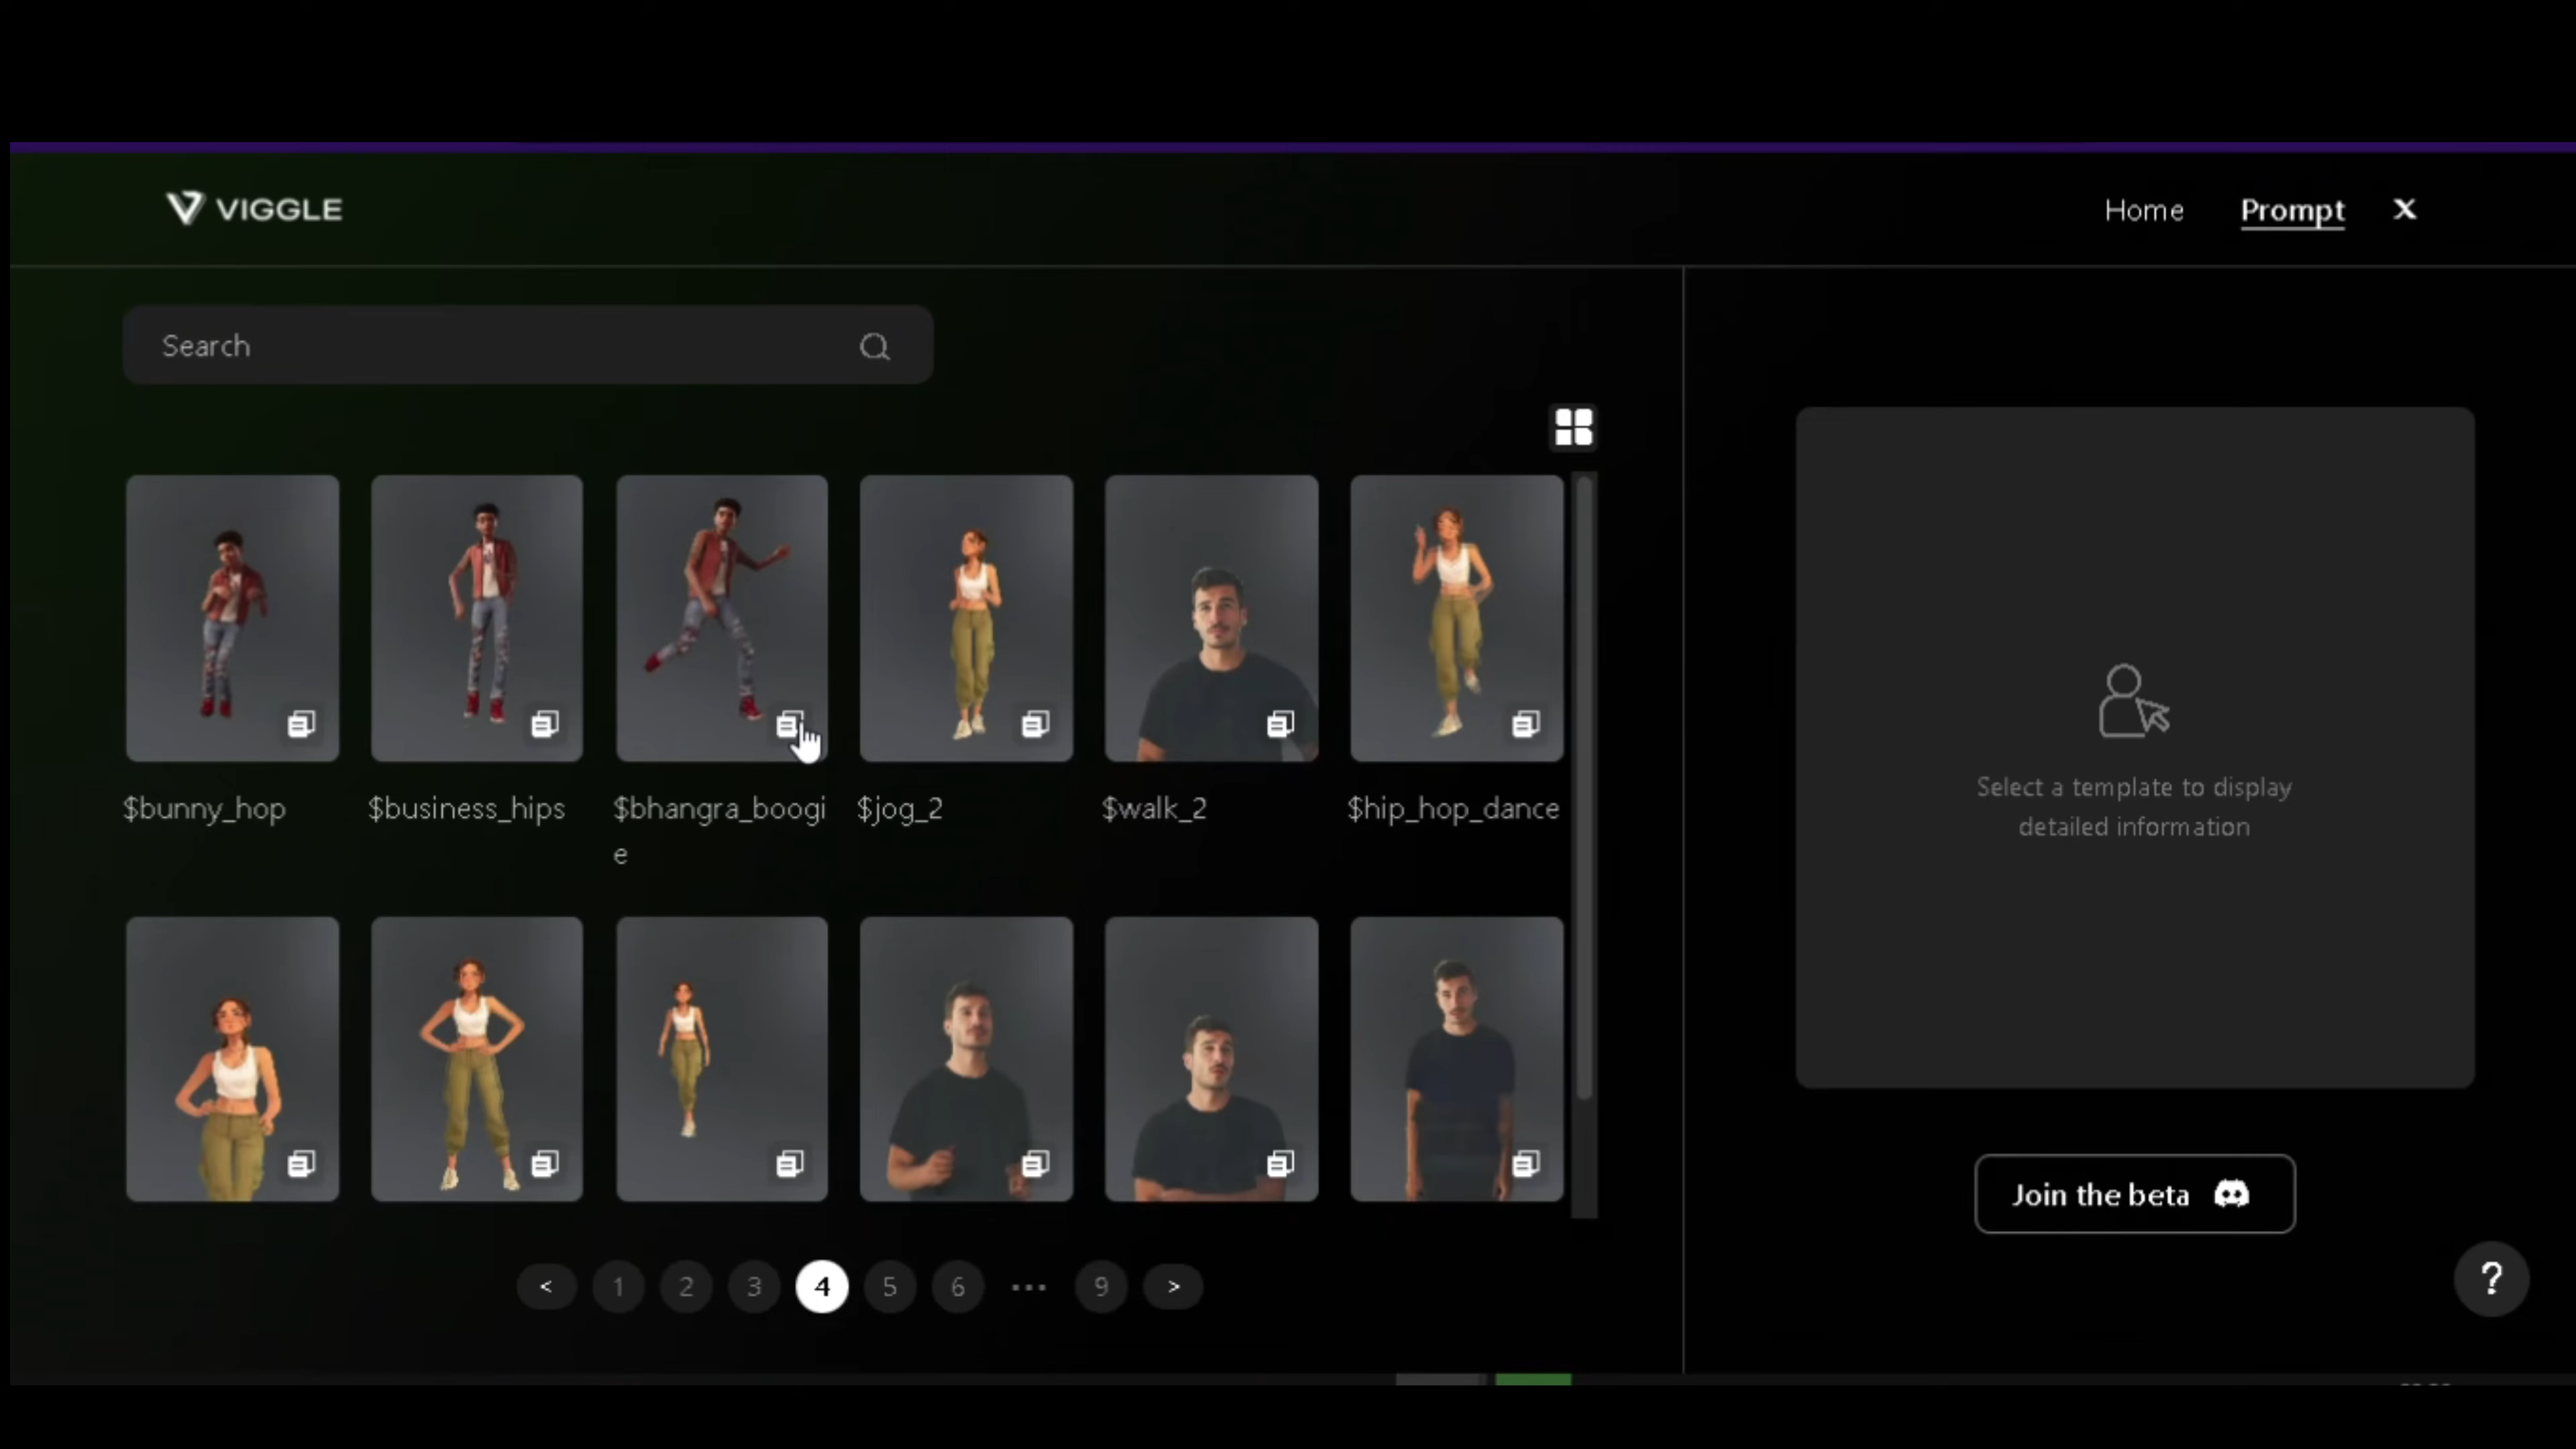 VIGGLE
Home Prompt X
Search
$bunny_hop $business_hips $bhangra_boogi $jog_2 $walk_2 $hip_hop_dance
e
Select a template to display
detailed information
Join the beta
< 1 2 3 4 5 6 ••• 9 >
?